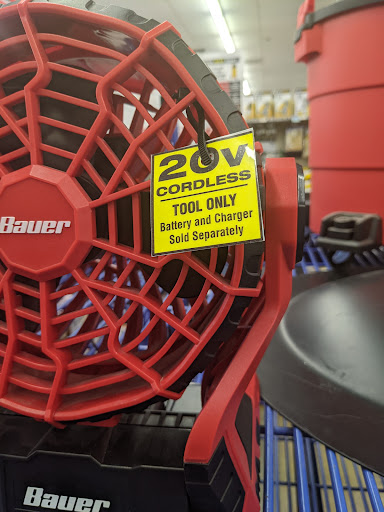 20V
CORDLESS
TOOL ONLY
Battery and Charger
Sold Separately
Bauer
Bauer